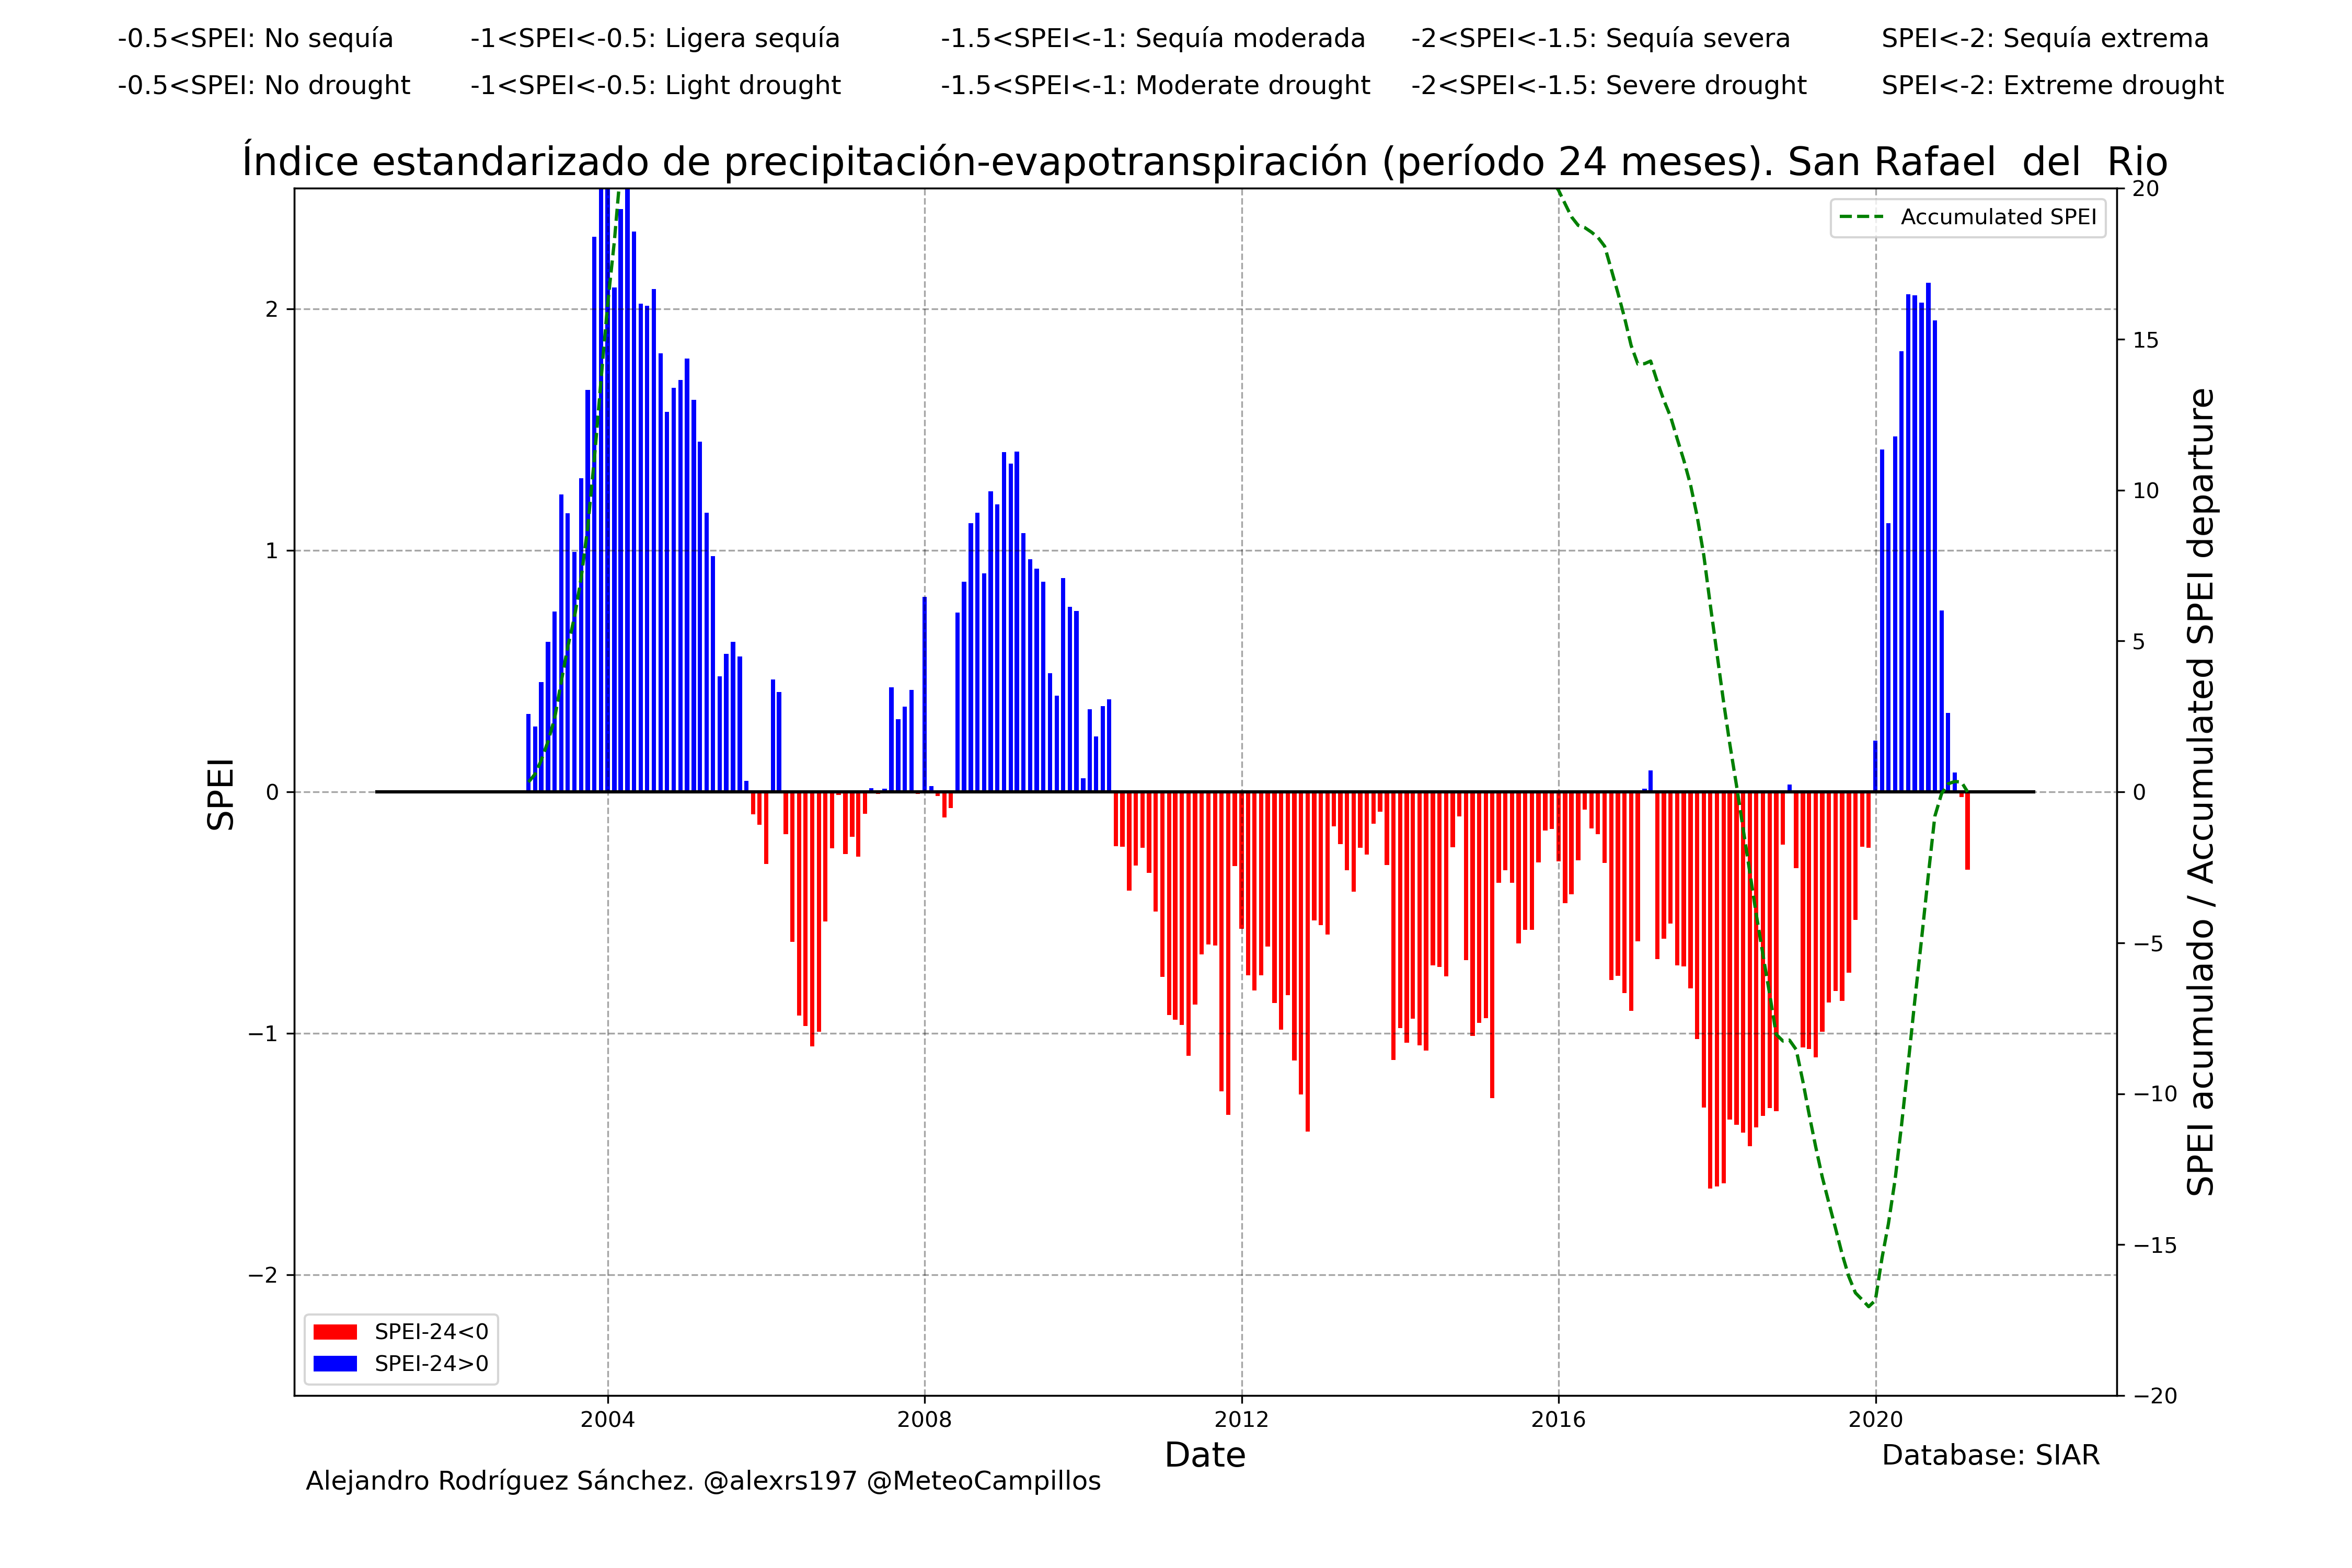 -0.5<SPEI: No sequía -1<SPEI<-0.5: Ligera sequía -1.5<SPEI<-1: Sequía moderada -2<SPEI<-1.5: Sequía severa SPEI<-2: Sequía extrema
-0.5<SPEI: No drought -1<SPEI<-0.5: Light drought -1.5<SPEI<-1: Moderate drought -2<SPEI<-1.5: Severe drought SPEI<-2: Extreme drought
Índice estandarizado de precipitación-evapotranspiración (período 24 meses). San Rafael  del  Rio
Accumulated SPEI
SPEI
2
1
0
−1
−2
20
15
10
5
0
−5
−10
−15
−20
SPEI acumulado / Accumulated SPEI departure
SPEI-24<0
SPEI-24>0
2004 2008 2012 2016 2020
Date
Database: SIAR
Alejandro Rodríguez Sánchez. @alexrs197 @MeteoCampillos